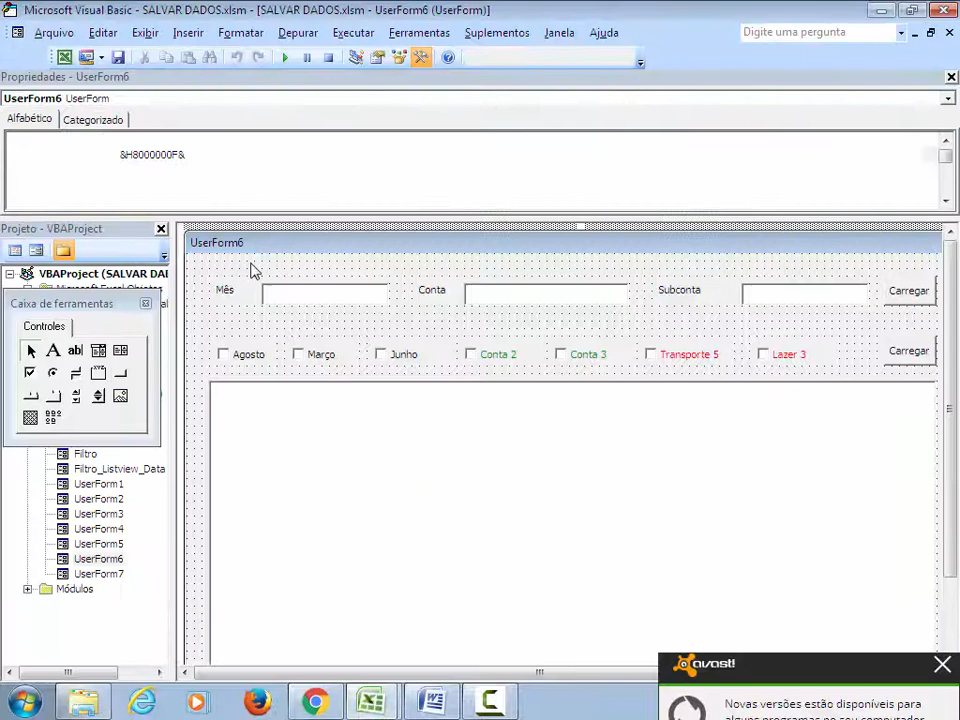 Microsoft Visual Basic - SALVAR DADOS.xlsm - [SALVAR DADOS.xlsm - UserForm6 (UserForm)]
Arquivo Editar Exibir Inserir Formatar Depurar Executar Ferramentas Suplementos Janela Ajuda Digite uma pergunta
Propriedades - UserForm6
UserForm6 UserForm
Alfabético Categorizado
&H8000000F&
Projeto - VBAProject
VBAProject (SALVAR DAI
Caixa de ferramentas
Controles
Filtro
Filtro_Listview_Data
UserForm1
UserForm2
UserForm3
UserForm4
UserForm5
UserForm6
UserForm7
Módulos
UserForm6
Mês Conta Subconta Carregar
Agosto Março Junho Conta 2 Conta 3 Transporte 5 Lazer 3 Carregar
avast!
Novas versões estão disponíveis para